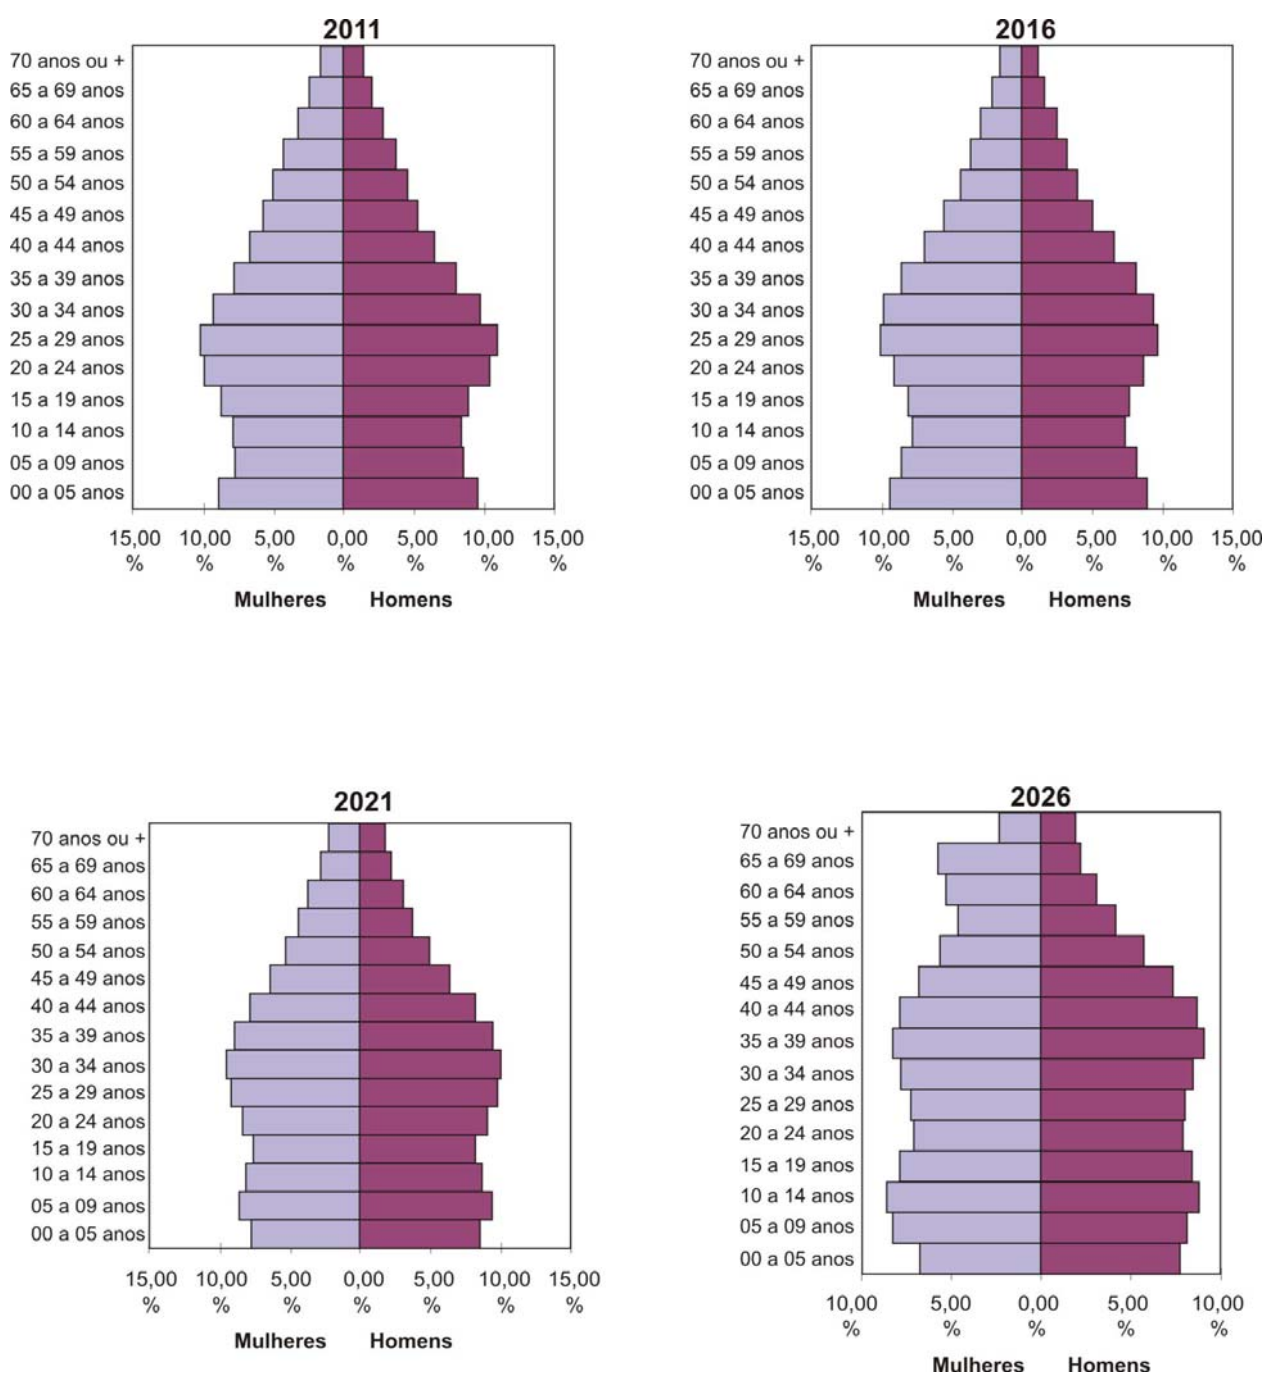 2011
70 anos ou +
65 a 69 anos
60 a 64 anos
55 a 59 anos
50 a 54 anos
45 a 49 anos
40 a 44 anos
35 a 39 anos
30 a 34 anos
25 a 29 anos
20 a 24 anos
15 a 19 anos
10 a 14 anos
05 a 09 anos
00 a 05 anos
15,00 10,00 5,00 0,00 5,00 10,00 15,00
% % % % % % %
Mulheres Homens
2016
70 anos ou +
65 a 69 anos
60 a 64 anos
55 a 59 anos
50 a 54 anos
45 a 49 anos
40 a 44 anos
35 a 39 anos
30 a 34 anos
25 a 29 anos
20 a 24 anos
15 a 19 anos
10 a 14 anos
05 a 09 anos
00 a 05 anos
15,00 10,00 5,00 0,00 5,00 10,00 15,00
% % % % % % %
Mulheres Homens
2021
70 anos ou +
65 a 69 anos
60 a 64 anos
55 a 59 anos
50 a 54 anos
45 a 49 anos
40 a 44 anos
35 a 39 anos
30 a 34 anos
25 a 29 anos
20 a 24 anos
15 a 19 anos
10 a 14 anos
05 a 09 anos
00 a 05 anos
15,00 10,00 5,00 0,00 5,00 10,00 15,00
% % % % % % %
Mulheres Homens
2026
70 anos ou +
65 a 69 anos
60 a 64 anos
55 a 59 anos
50 a 54 anos
45 a 49 anos
40 a 44 anos
35 a 39 anos
30 a 34 anos
25 a 29 anos
20 a 24 anos
15 a 19 anos
10 a 14 anos
05 a 09 anos
00 a 05 anos
10,00 5,00 0,00 5,00 10,00
% % % % %
Mulheres Homens